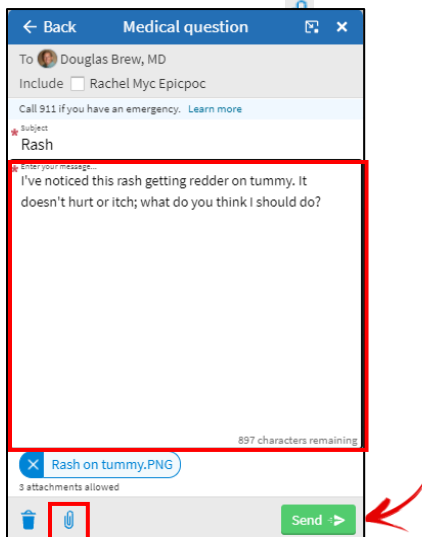 Back Medical question
To Douglas Brew, MD
Include Rachel Myc Epicpoc
Call 911 if you have an emergency. Learn more
* Subject
Rash
* Enter your message...
I've noticed this rash getting redder on tummy. It
doesn't hurt or itch; what do you think I should do?
897 characters remaining
Rash on tummy.PNG
3 attachments allowed
Send